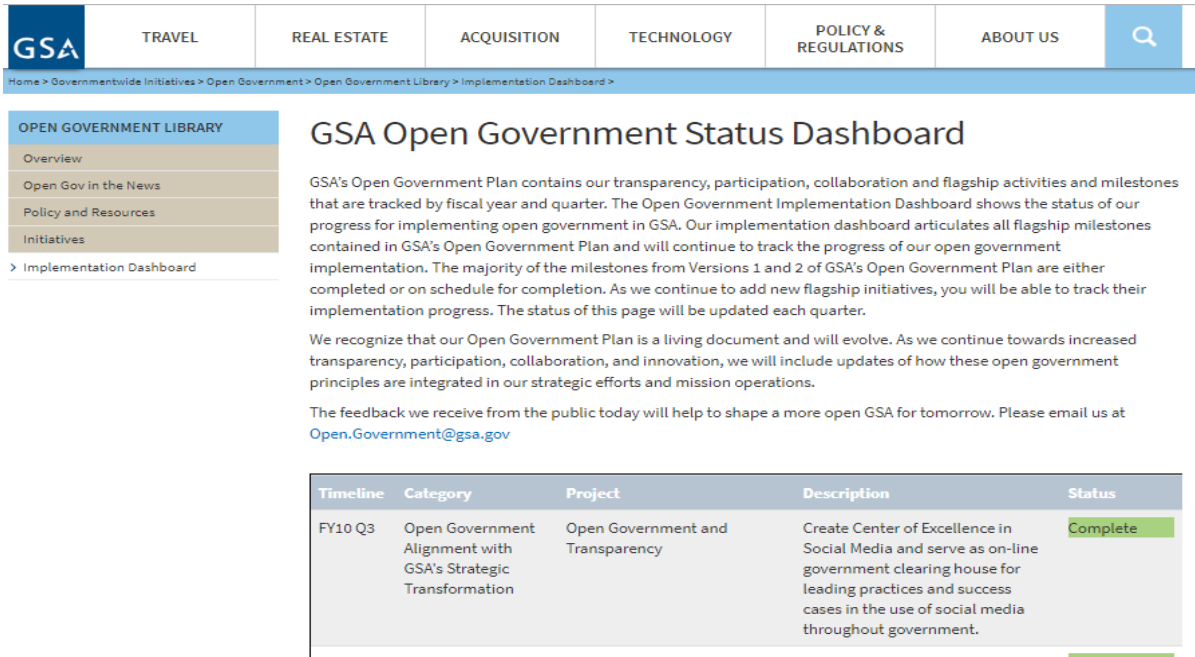 GSA
TRAVEL
REAL ESTATE
ACQUISITION
TECHNOLOGY
POLICY &
REGULATIONS
ABOUT US
Home > Governmentwide Initiatives > Open Government > Open Government Library > Implementation Dashboard >
OPEN GOVERNMENT LIBRARY
Overview
Open Gov in the News
Policy and Resources
Initiatives
> Implementation Dashboard
GSA Open Government Status Dashboard
GSA's Open Government Plan contains our transparency, participation, collaboration and flagship activities and milestones
that are tracked by fiscal year and quarter. The Open Government Implementation Dashboard shows the status of our
progress for implementing open government in GSA. Our implementation dashboard articulates all flagship milestones
contained in GSA's Open Government Plan and will continue to track the progress of our open government
implementation. The majority of the milestones from Versions 1 and 2 of GSA's Open Government Plan are either
completed or on schedule for completion. As we continue to add new flagship initiatives, you will be able to track their
implementation progress. The status of this page will be updated each quarter.
We recognize that our Open Government Plan is a living document and will evolve. As we continue towards increased
transparency, participation, collaboration, and innovation, we will include updates of how these open government
principles are integrated in our strategic efforts and mission operations.
The feedback we receive from the public today will help to shape a more open GSA for tomorrow. Please email us at
Open.Government@gsa.gov
Timeline Category Project Description Status
FY10 Q3 Open Government Open Government and Create Center of Excellence in Complete
Alignment with Transparency Social Media and serve as on-line
GSA's Strategic government clearing house for
Transformation leading practices and success
cases in the use of social media
throughout government.